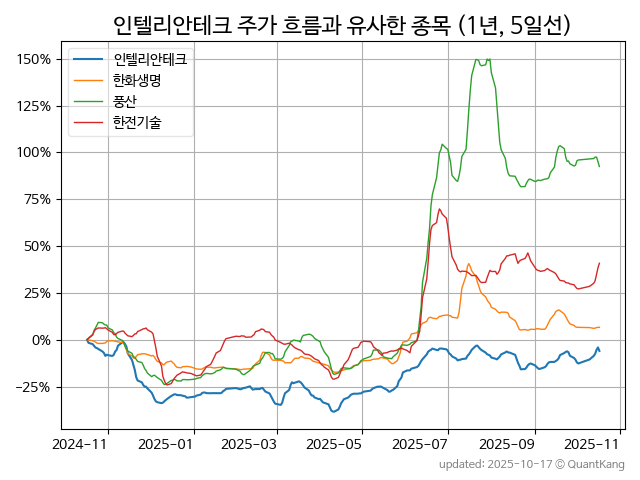 인텔리안테크 주가 흐름과 유사한 종목 (1년, 5일선)
인텔리안테크
한화생명
풍산
한전기술
150%
125%
100%
75%
50%
25%
0%
−25%
2024-11
2025-01
2025-03
2025-05
2025-07
2025-09
2025-11
updated: 2025-10-17 © QuantKang